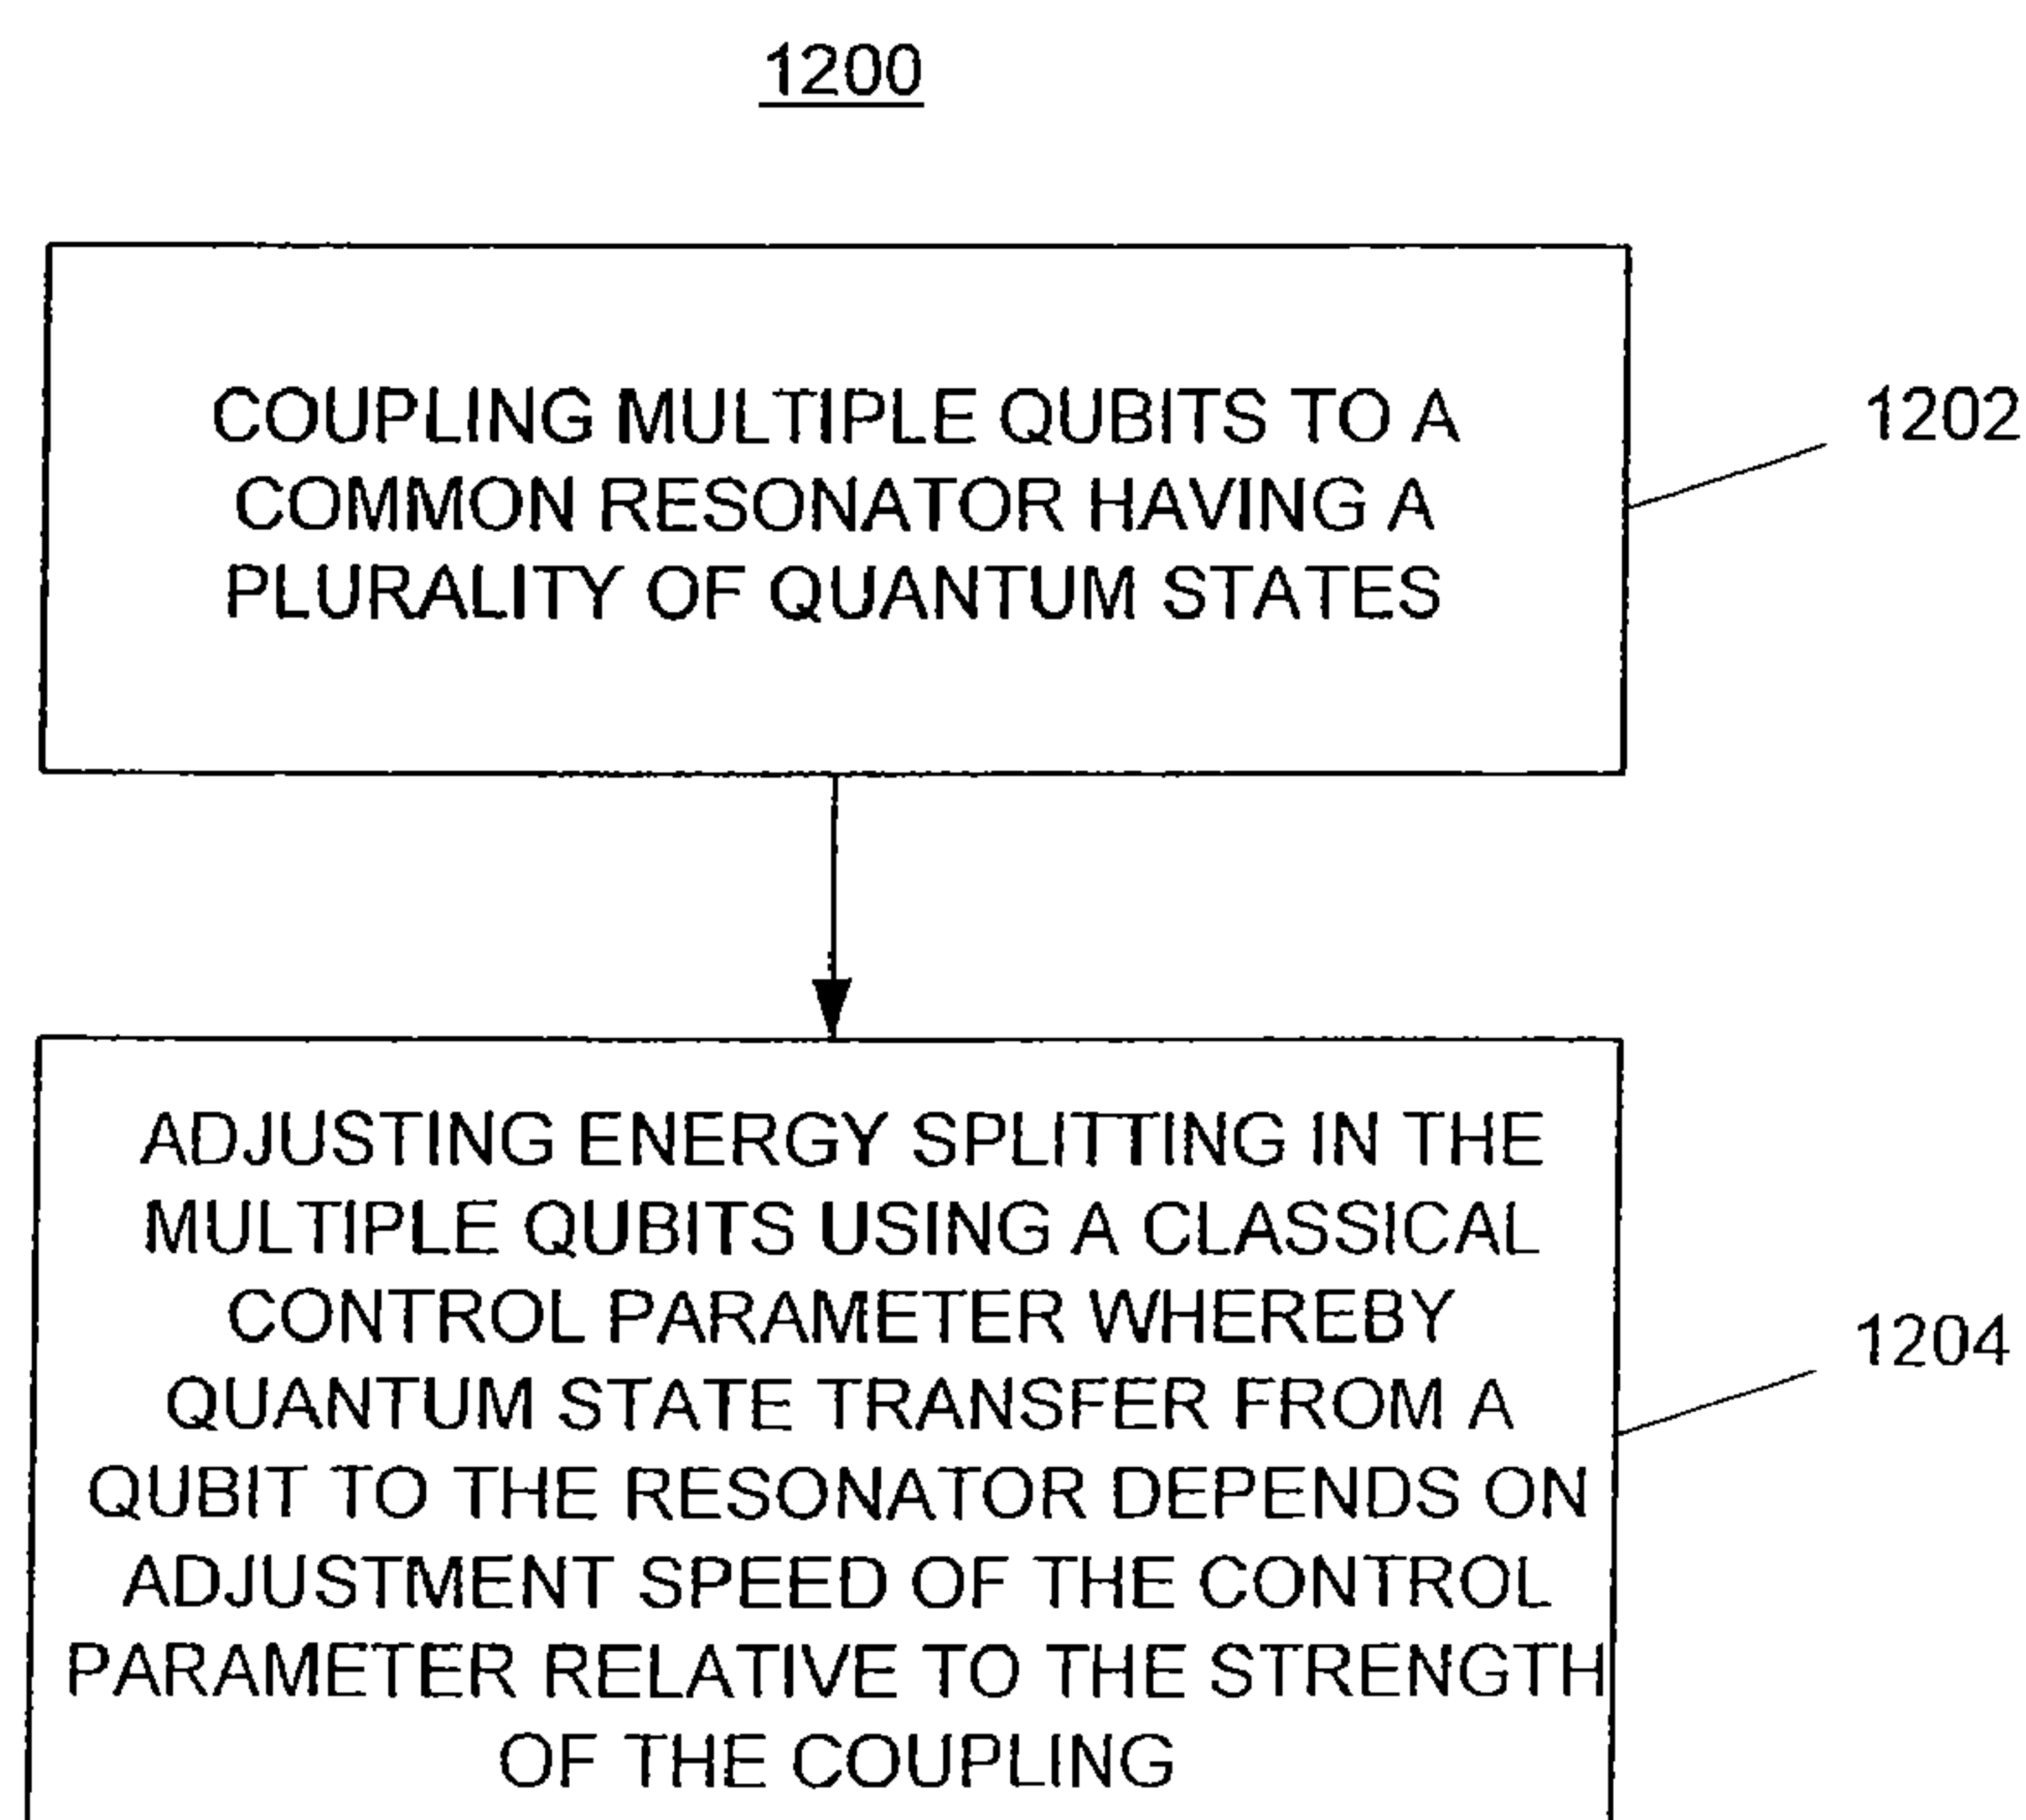 1200
COUPLING MULTIPLE QUBITS TO A
COMMON RESONATOR HAVING A
PLURALITY OF QUANTUM STATES
1202
ADJUSTING ENERGY SPLITTING IN THE
MULTIPLE QUBITS USING A CLASSICAL
CONTROL PARAMETER WHEREBY
QUANTUM STATE TRANSFER FROM A
QUBIT TO THE RESONATOR DEPENDS ON
ADJUSTMENT SPEED OF THE CONTROL
PARAMETER RELATIVE TO THE STRENGTH
OF THE COUPLING
1204